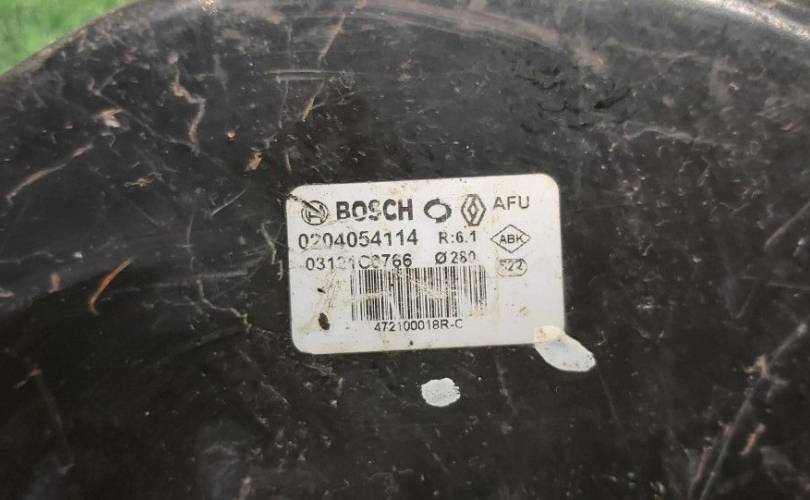 BOSCH AFU
0204054114 R:6.1 ABK
Ø 280
472100018R-C